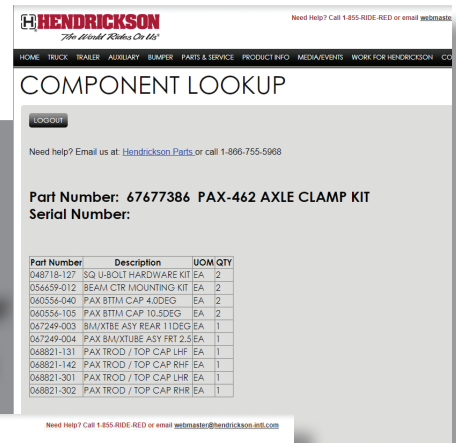 HENDRICKSON
The World Rides On Us®
Need Help? Call 1-855-RIDE-RED or email webmaste
HOME TRUCK TRAILER AUXILIARY BUMPER PARTS & SERVICE PRODUCT INFO MEDIA/EVENTS WORK FOR HENDRICKSON CO
COMPONENT LOOKUP
LOGOUT
Need help? Email us at: Hendrickson Parts or call 1-866-755-5968
Part Number: 67677386 PAX-462 AXLE CLAMP KIT
Serial Number:
Part Number Description UOM QTY
048718-127 SQ U-BOLT HARDWARE KIT EA 2
056659-012 BEAM CTR MOUNTING KIT EA 2
060556-040 PAX BTTM CAP 4.0DEG EA 2
060556-105 PAX BTTM CAP 10.5DEG EA 2
067249-003 BM/XTBE ASY REAR 11DEG EA 1
067249-004 PAX BM/XTUBE ASY FRT 2.5 EA 1
068821-131 PAX TROD / TOP CAP LHF EA 1
068821-142 PAX TROD / TOP CAP RHF EA 1
068821-301 PAX TROD / TOP CAP LHR EA 1
068821-302 PAX TROD / TOP CAP RHR EA 1
Need Help? Call 1-855-RIDE-RED or email webmaster@hendrickson-intl.com